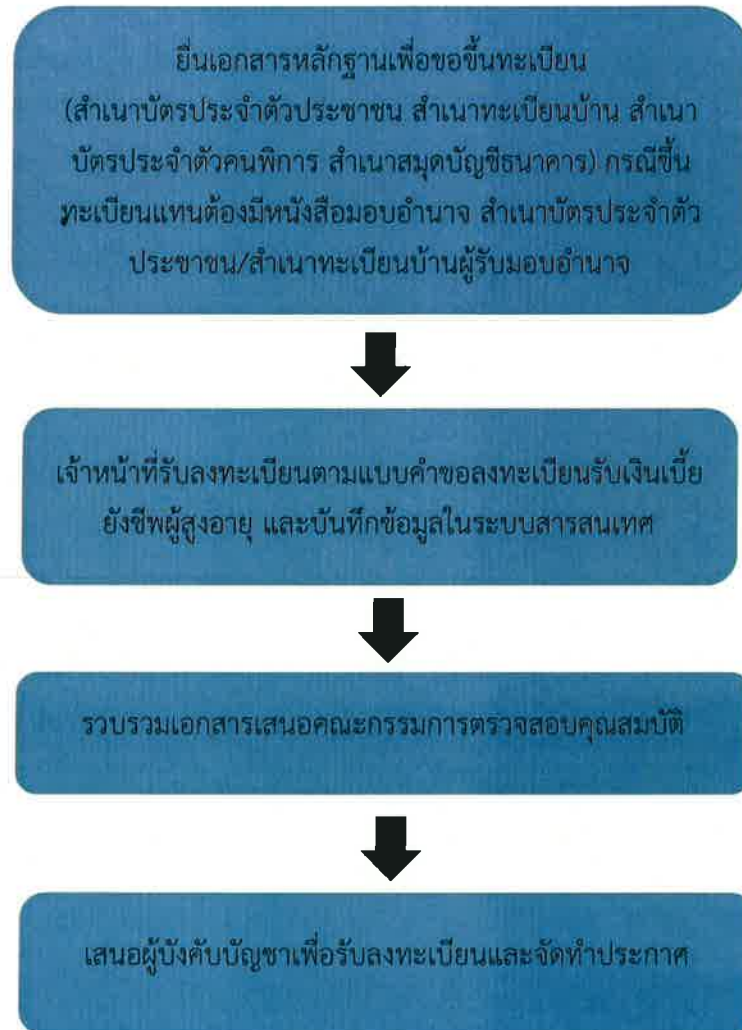 ยื่นเอกสารหลักฐานเพื่อขอขึ้นทะเบียน
(สำเนาบัตรประจำตัวประชาชน สำเนาทะเบียนบ้าน สำเนา
บัตรประจำตัวคนพิการ สำเนาสมุดบัญชีธนาคาร) กรณีขึ้น
ทะเบียนแทนต้องมีหนังสือมอบอำนาจ สำเนาบัตรประจำตัว
ประชาชน/สำเนาทะเบียนบ้านผู้รับมอบอำนาจ
เจ้าหน้าที่รับลงทะเบียนตามแบบคำขอลงทะเบียนรับเงินเบี้ย
ยังชีพผู้สูงอายุ และบันทึกข้อมูลในระบบสารสนเทศ
รวบรวมเอกสารเสนอคณะกรรมการตรวจสอบคุณสมบัติ
เสนอผู้บังคับบัญชาเพื่อรับลงทะเบียนและจัดทำประกาศ